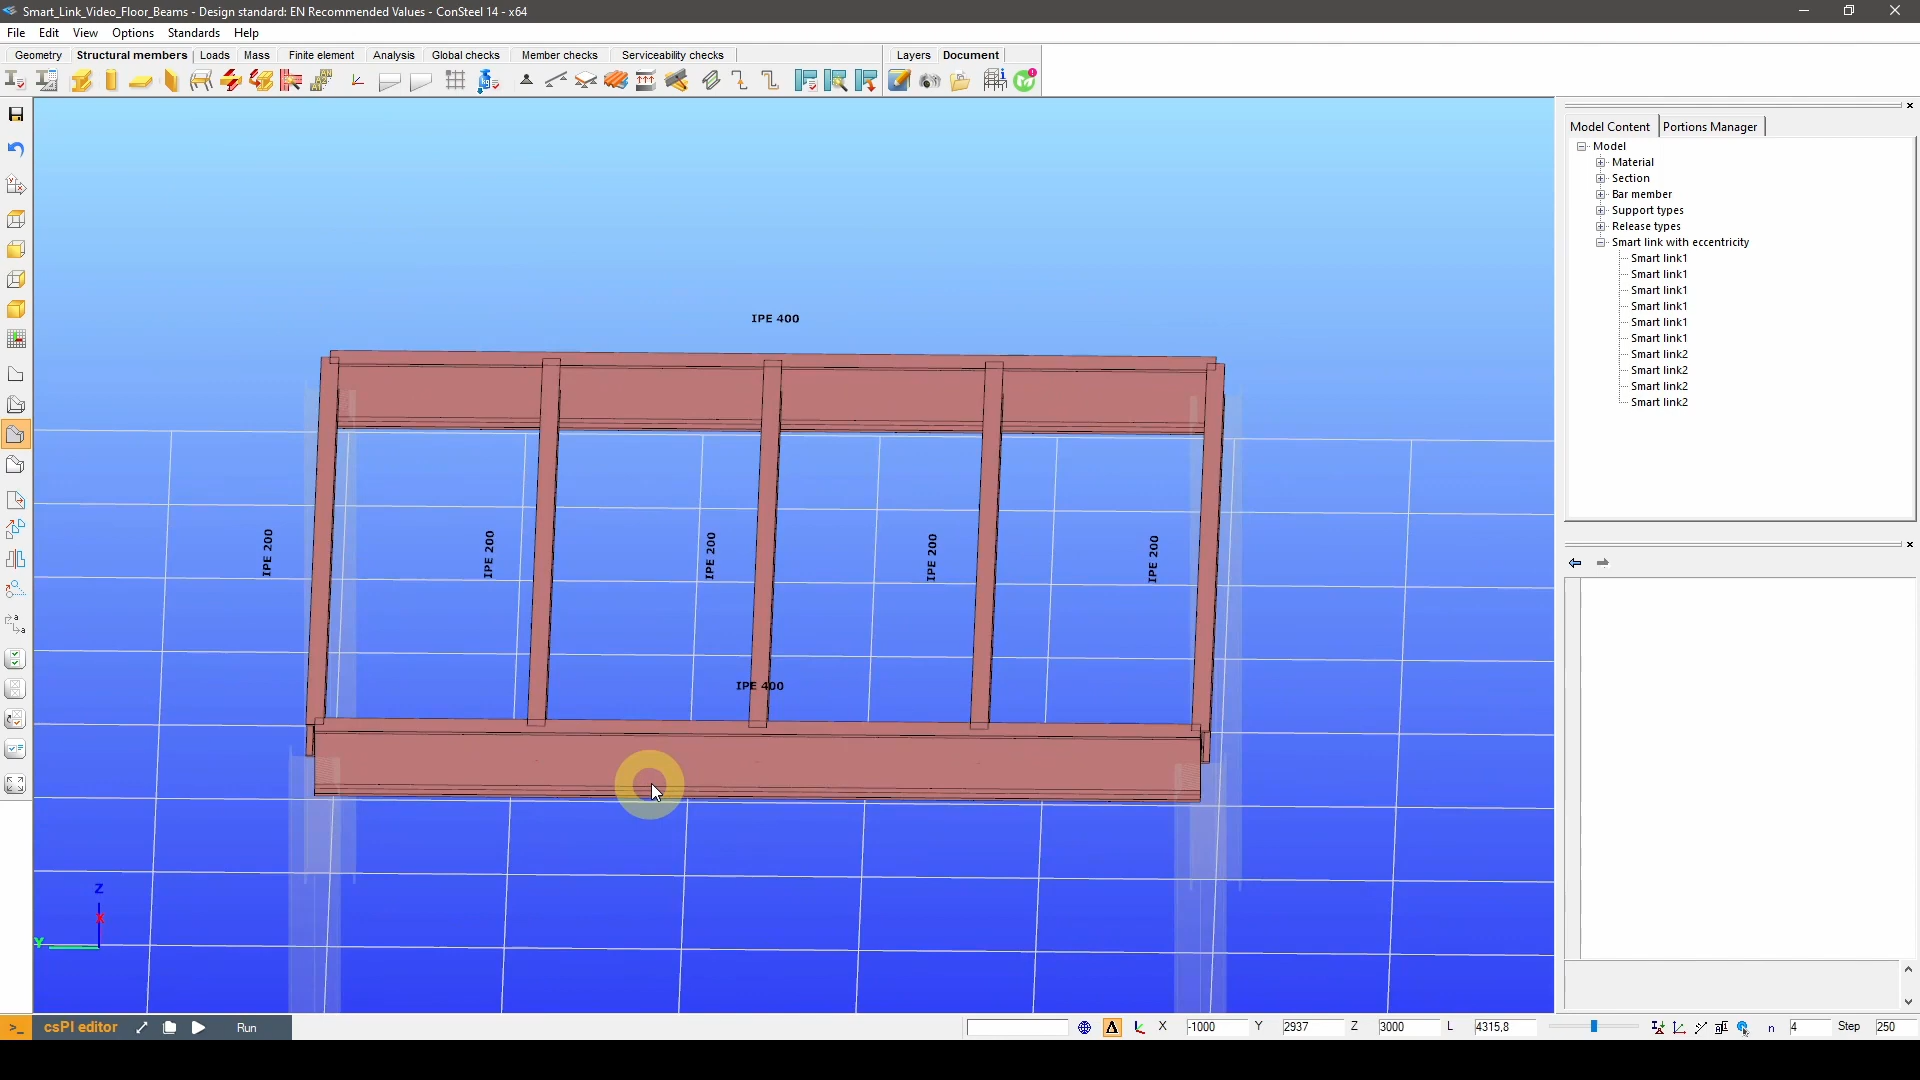 Smart_Link_Video_Floor_Beams - Design standard: EN Recommended Values - ConSteel 14 - x64
File Edit View Options Standards Help
Geometry Structural members Loads Mass Finite element Analysis Global checks Member checks Serviceability checks Layers Document
Model Content Portions Manager
Model
Material
Section
Bar member
Support types
Release types
Smart link with eccentricity
Smart link1
Smart link1
Smart link1
Smart link1
Smart link1
Smart link1
Smart link2
Smart link2
Smart link2
Smart link2
IPE 400
IPE 200
IPE 200
IPE 200
IPE 200
IPE 200
IPE 400
Z
X
Y
>_ csPI editor Run
X -1000 Y 2937 Z 3000 L 4315,8 n 4 Step 250